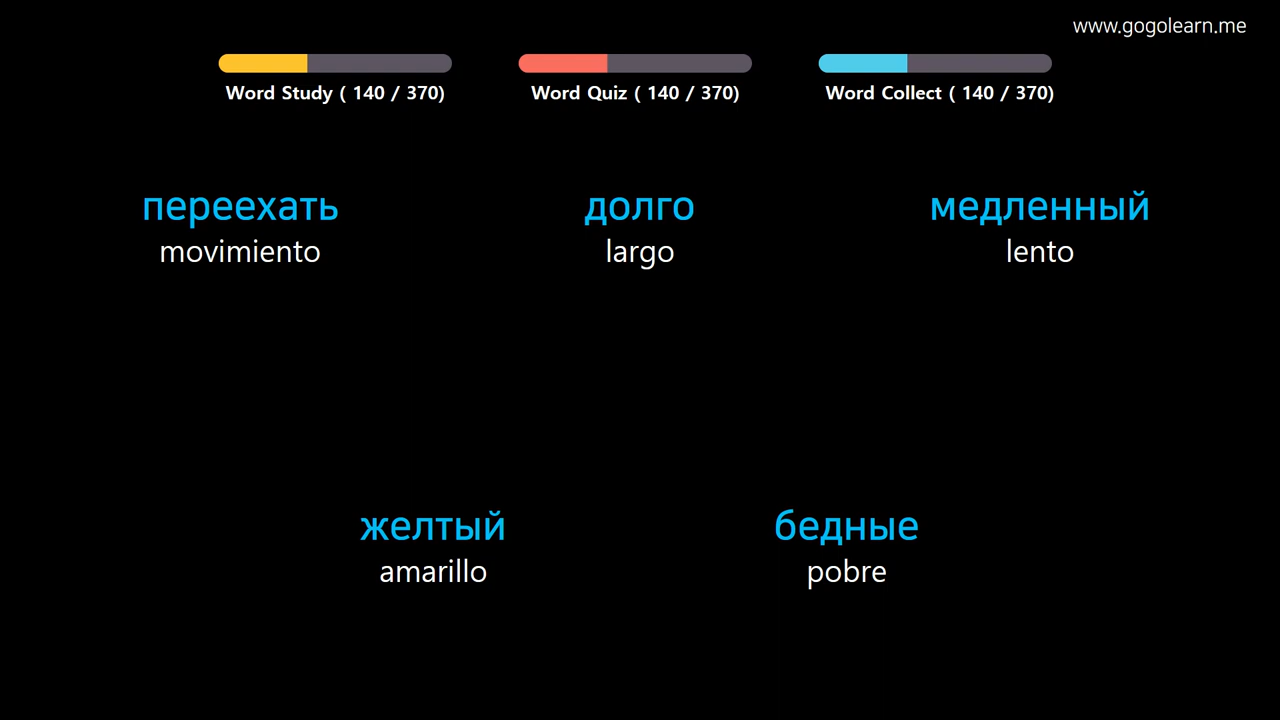 www.gogolearn.me
Word Study ( 140 / 370)
Word Quiz ( 140 / 370)
Word Collect ( 140 / 370)
переехать
movimiento
долго
largo
медленный
lento
желтый
amarillo
бедные
pobre